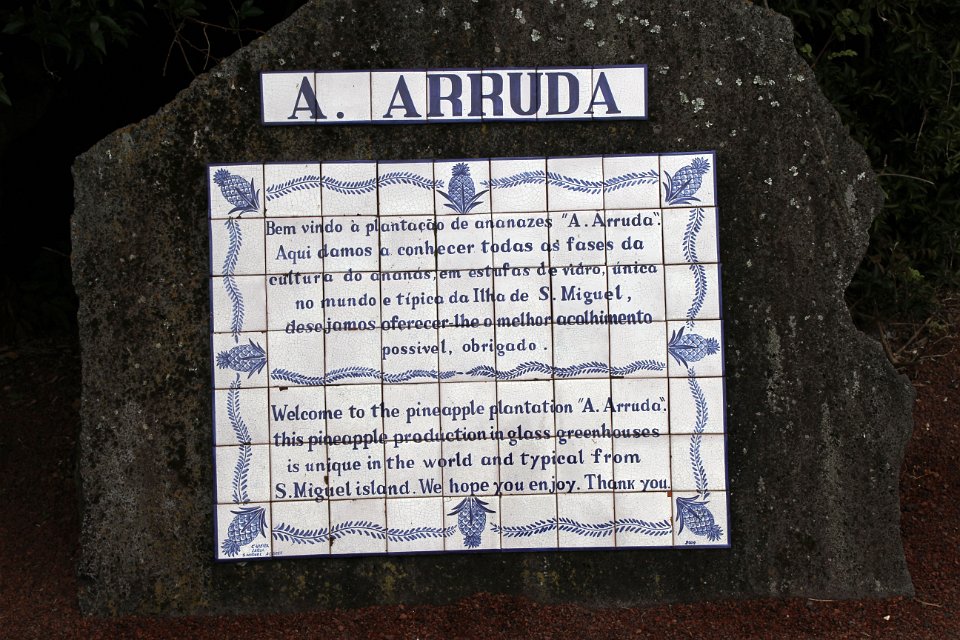 A. ARRUDA
Bem vindo à plantação de ananazes "A. Arruda".
Aqui damos a conhecer todas as fases da
cultura do ananás, em estufas de vidro, única
no mundo e típica da Ilha de S. Miguel,
desejamos oferecer-lhe o melhor acolhimento
possivel, obrigado.
Welcome to the pineapple plantation "A. Arruda".
this pineapple production in glass greenhouses
is unique in the world and typical from
S. Miguel island. We hope you enjoy. Thank you.